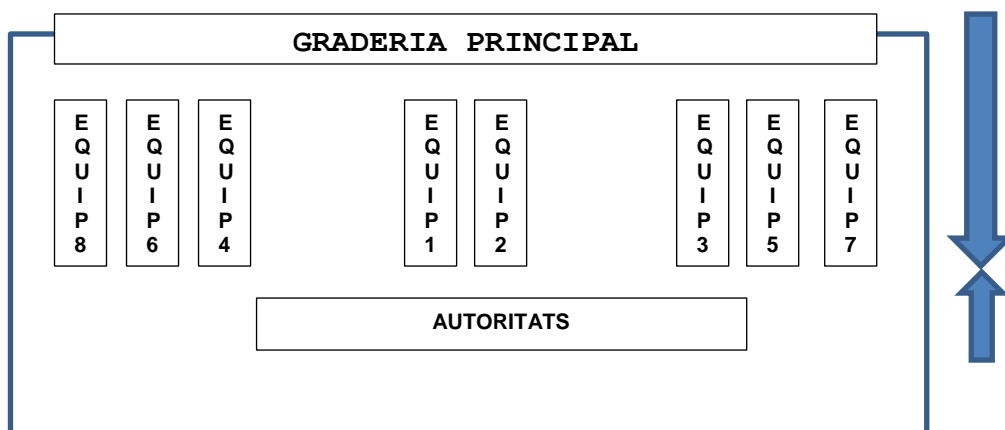 GRADERIA PRINCIPAL
EQUIP8
EQUIP6
EQUIP4
EQUIP1
EQUIP2
EQUIP3
EQUIP5
EQUIP7
AUTORITATS